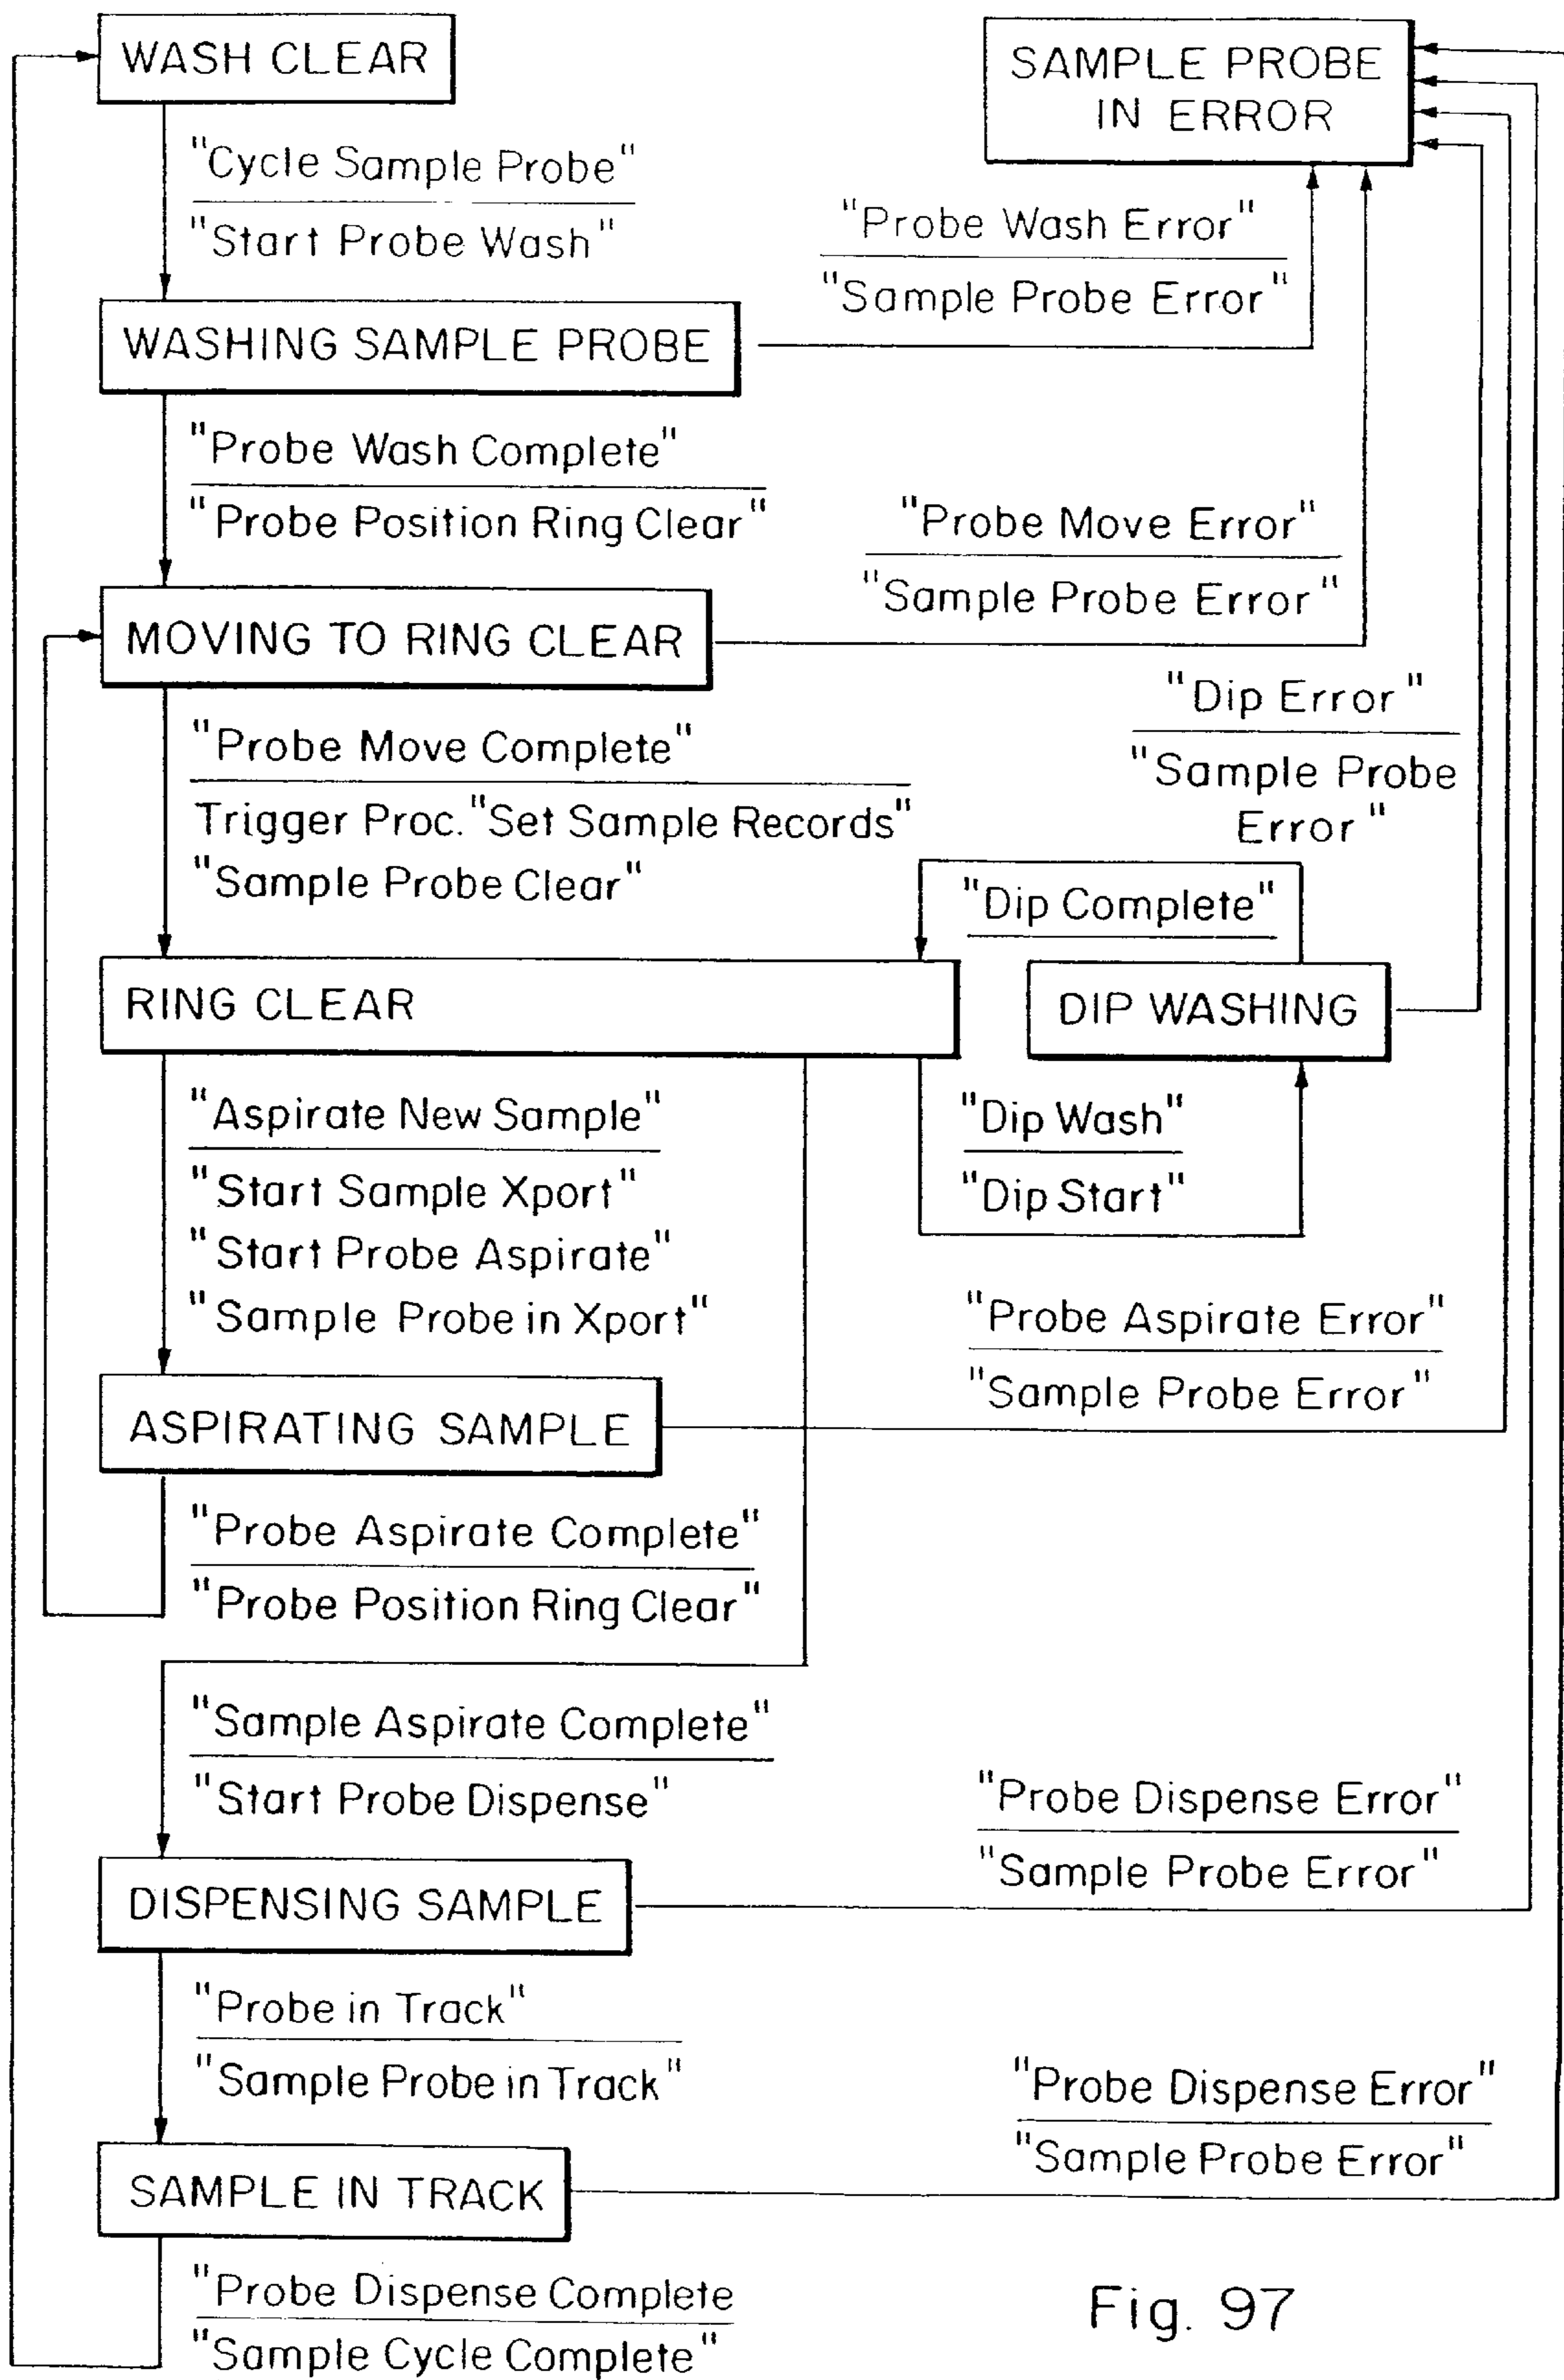 WASH CLEAR
SAMPLE PROBE
IN ERROR
"Cycle Sample Probe"
"Start Probe Wash"
"Probe Wash Error"
"Sample Probe Error"
WASHING SAMPLE PROBE
"Probe Wash Complete"
"Probe Position Ring Clear"
"Probe Move Error"
"Sample Probe Error"
MOVING TO RING CLEAR
"Dip Error"
"Sample Probe
Error"
"Probe Move Complete"
Trigger Proc. "Set Sample Records"
"Sample Probe Clear"
"Dip Complete"
RING CLEAR
DIP WASHING
"Aspirate New Sample"
"Start Sample Xport"
"Start Probe Aspirate"
"Sample Probe in Xport"
"Dip Wash"
"Dip Start"
"Probe Aspirate Error"
"Sample Probe Error"
ASPIRATING SAMPLE
"Probe Aspirate Complete"
"Probe Position Ring Clear"
"Sample Aspirate Complete"
"Start Probe Dispense"
"Probe Dispense Error"
"Sample Probe Error"
DISPENSING SAMPLE
"Probe in Track"
"Sample Probe in Track"
"Probe Dispense Error"
"Sample Probe Error"
SAMPLE IN TRACK
"Probe Dispense Complete
"Sample Cycle Complete"
Fig. 97